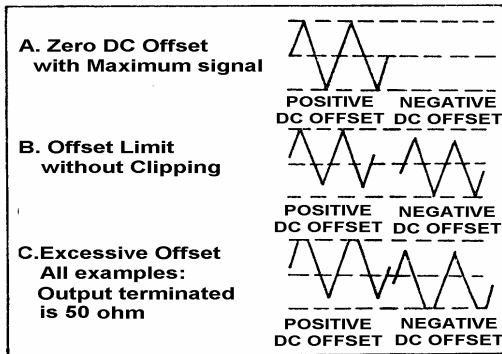 A. Zero DC Offset
with Maximum signal
POSITIVE NEGATIVE
DC OFFSET DC OFFSET
B. Offset Limit
without Clipping
POSITIVE NEGATIVE
DC OFFSET DC OFFSET
C.Excessive Offset
All examples:
Output terminated
is 50 ohm
POSITIVE NEGATIVE
DC OFFSET DC OFFSET